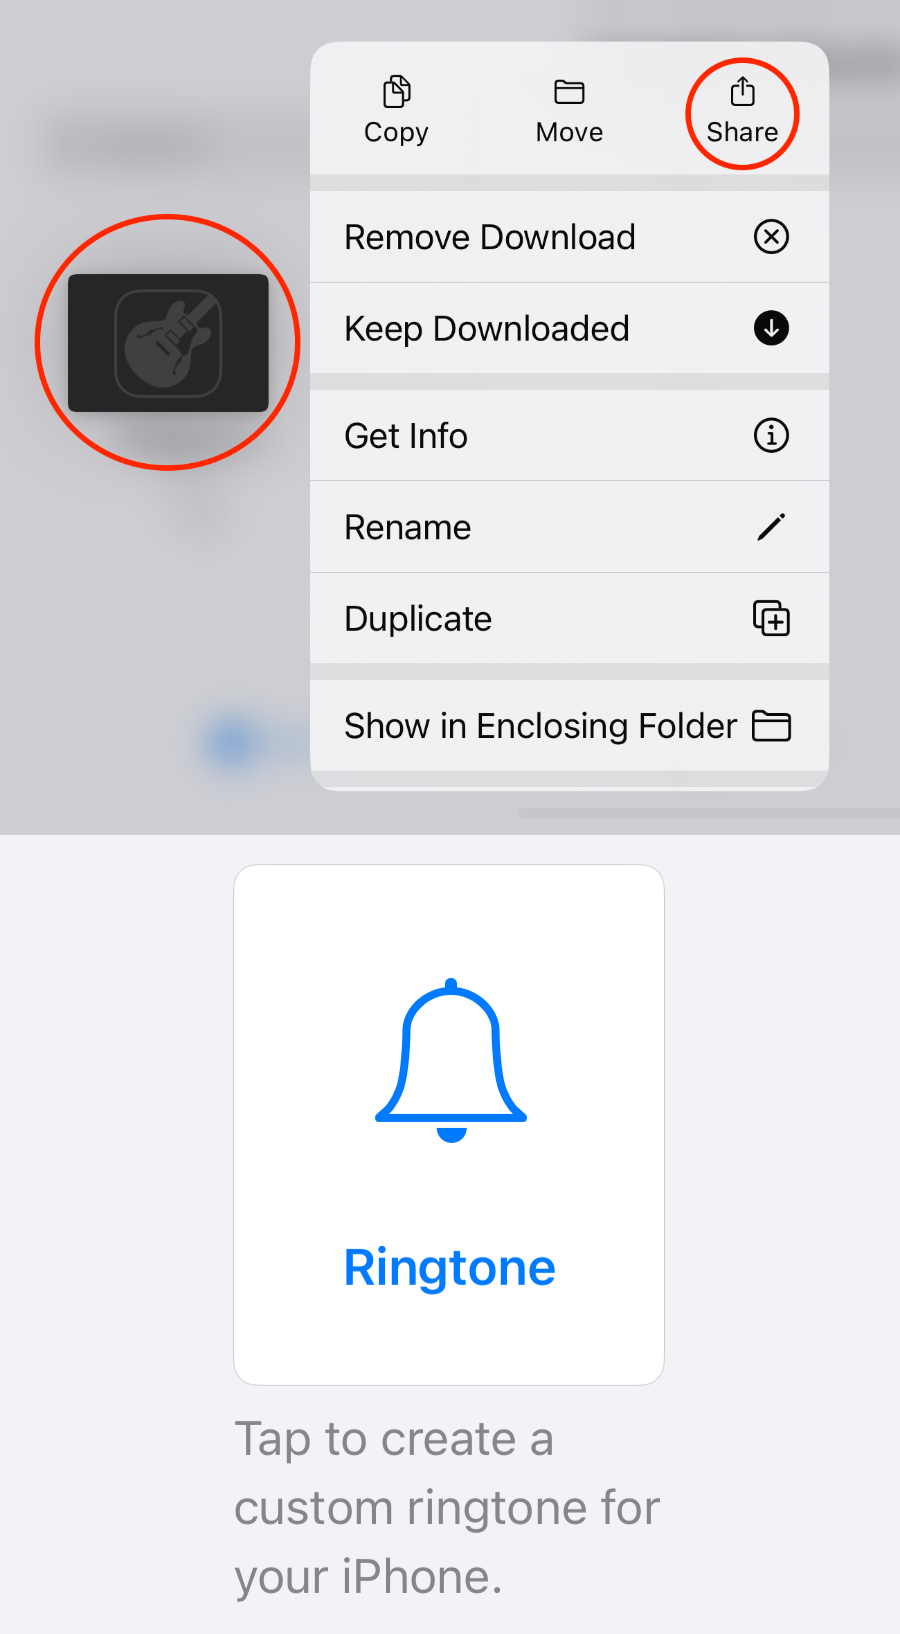 Copy
Move
Share
Remove Download
Keep Downloaded
Get Info
Rename
Duplicate
Show in Enclosing Folder
Ringtone
Tap to create a
custom ringtone for
your iPhone.